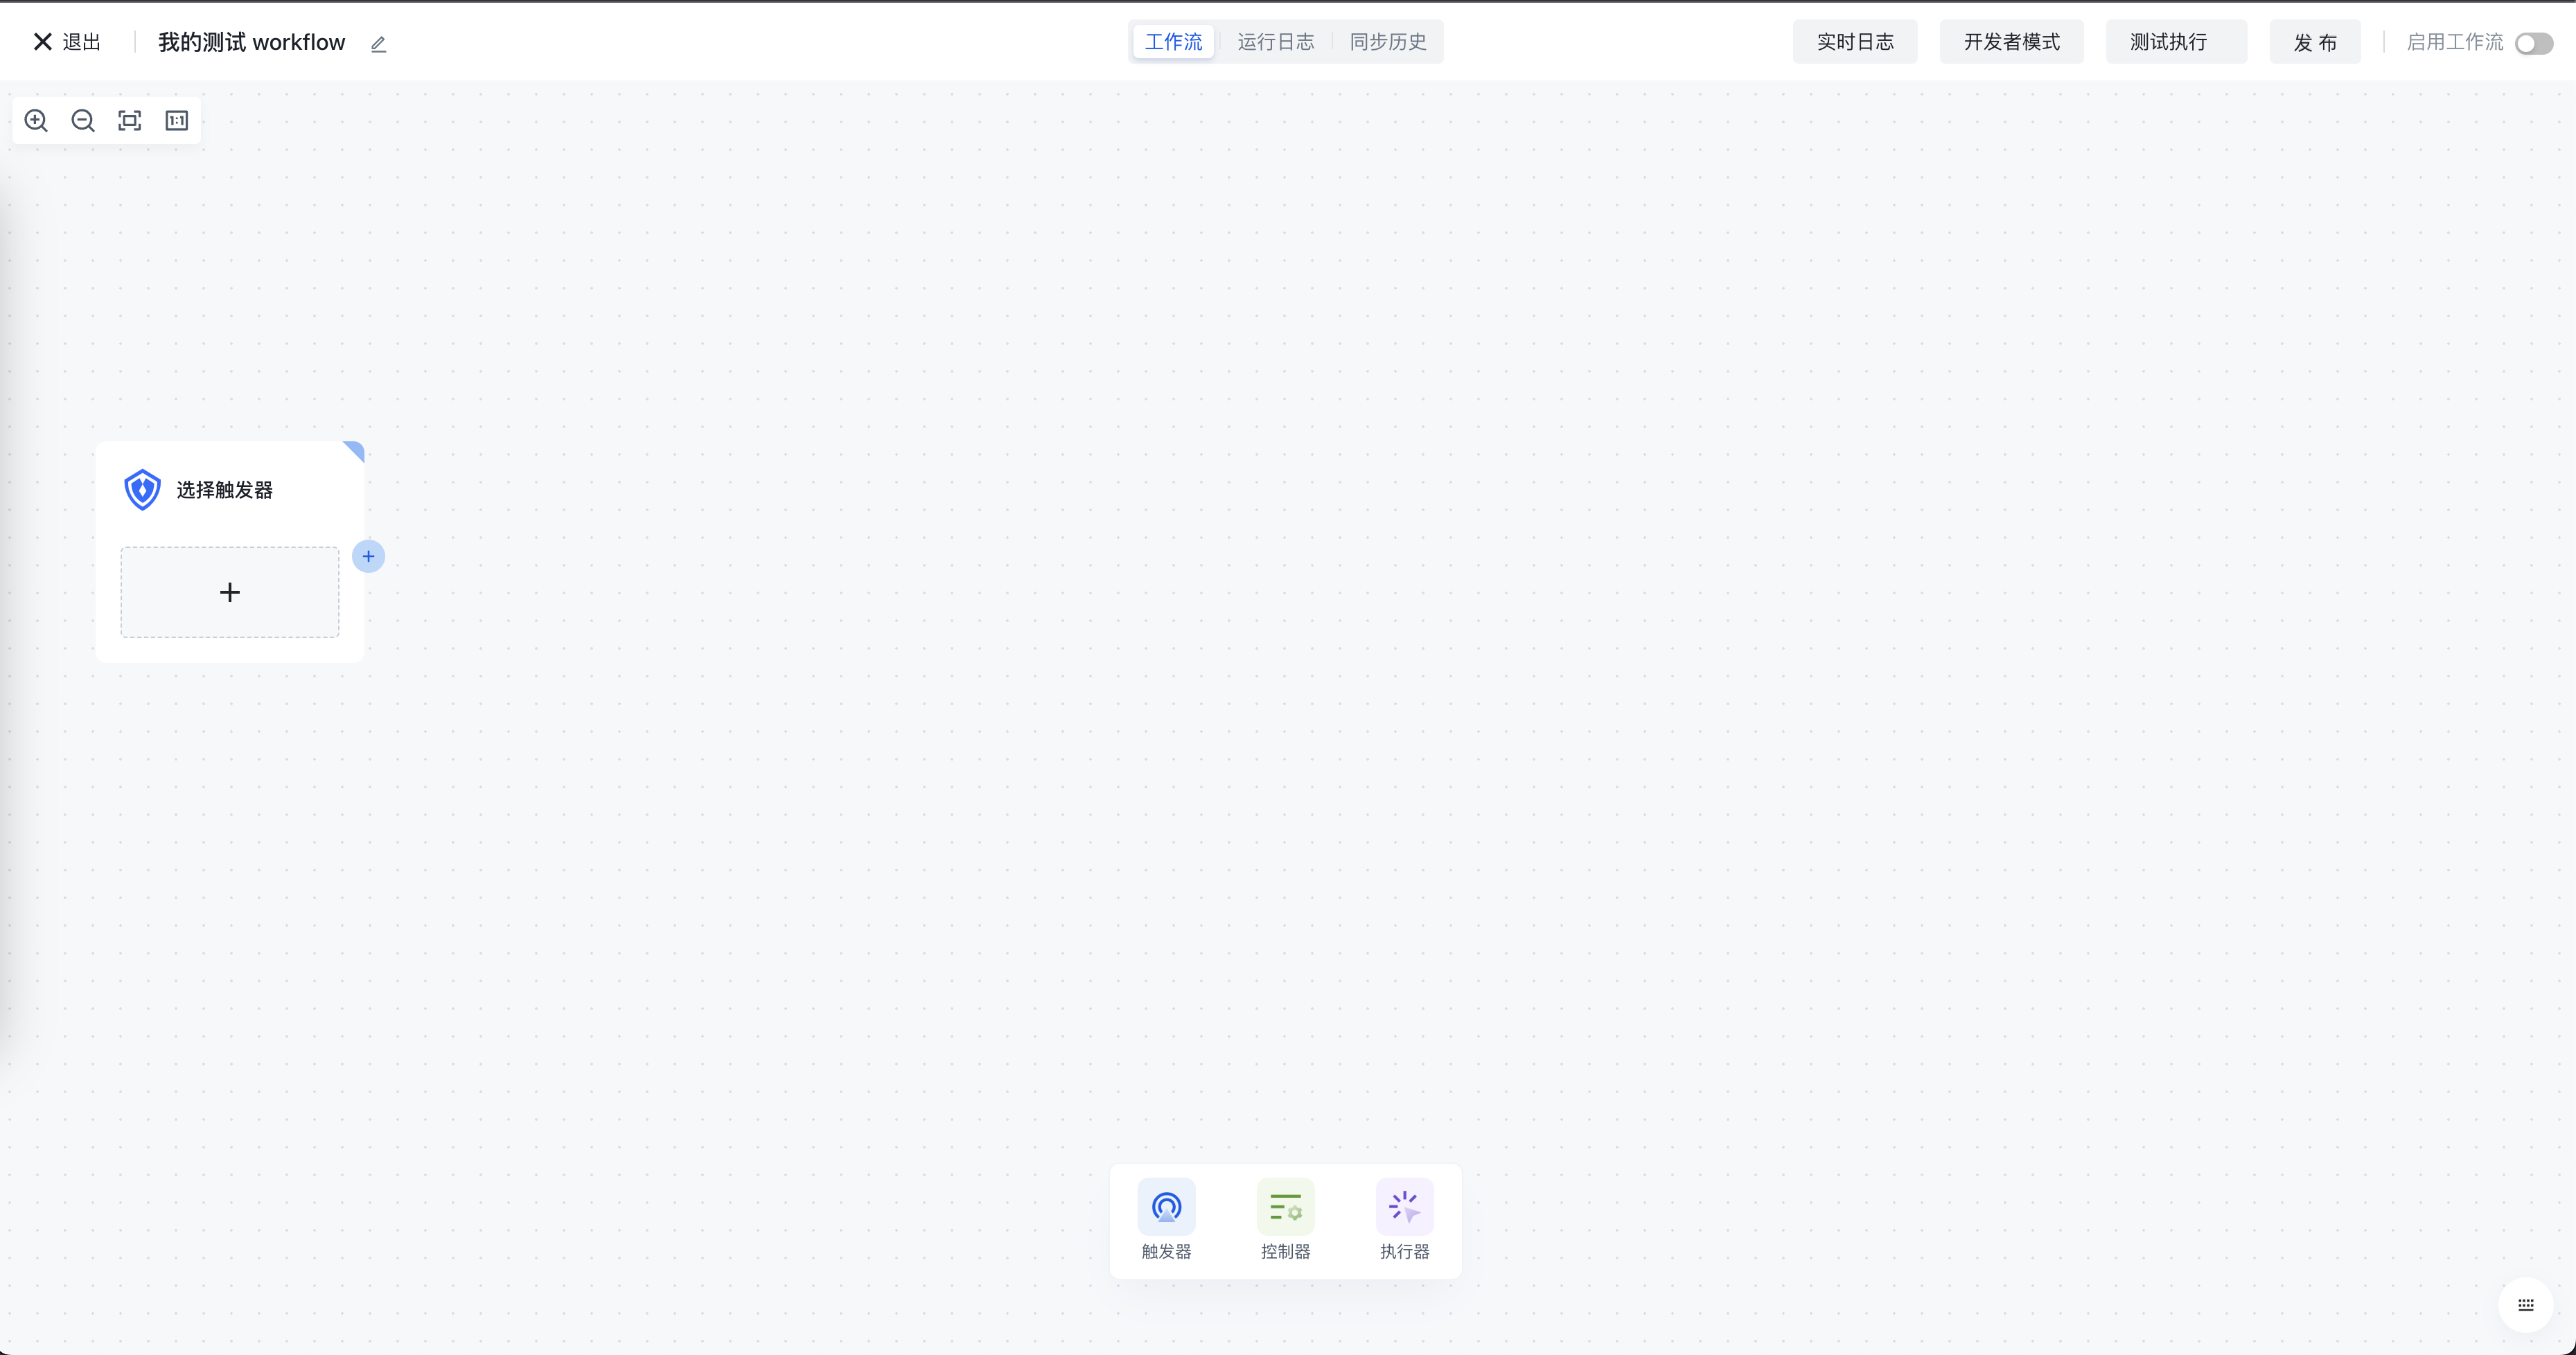 退出 我的测试 workflow 工作流 运行日志 同步历史 实时日志 开发者模式 测试执行 发布 启用工作流
1:1
选择触发器
触发器 控制器 执行器